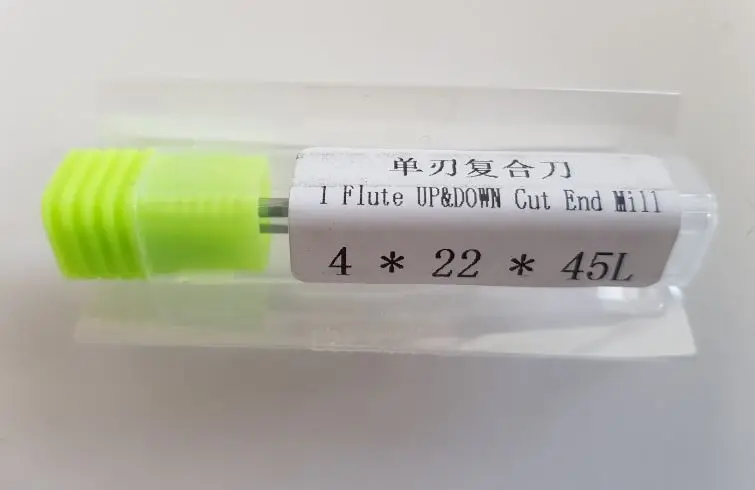 单刃复合刀
1 Flute UP&DOWN Cut End Mill
4 * 22 * 45L